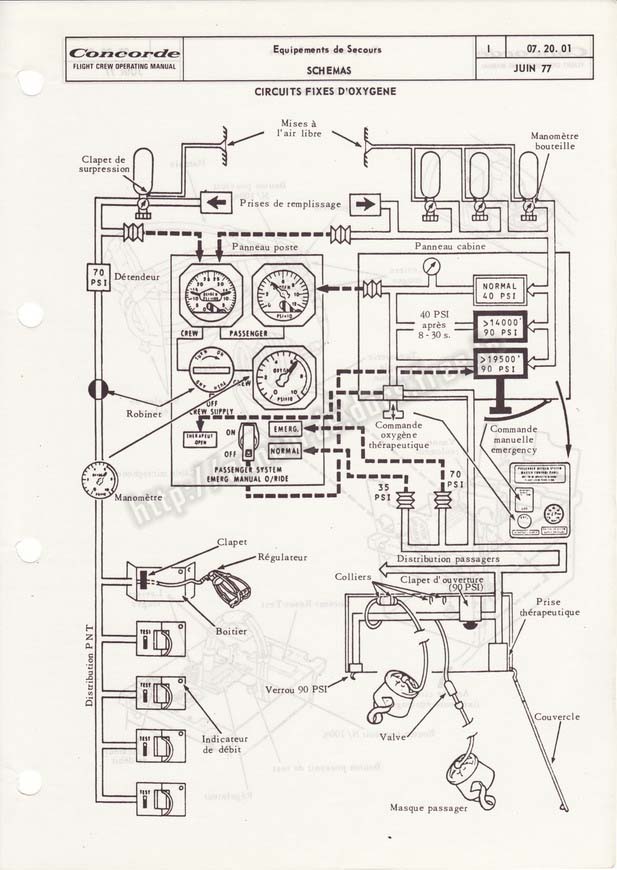 Concorde
FLIGHT CREW OPERATING MANUAL
Equipements de Secours
SCHEMAS
I
07. 20. 01
JUIN 77
CIRCUITS FIXES D'OXYGENE
Mises à
l'air libre
Clapet de
surpression
Manomètre
bouteille
Prises de remplissage
Panneau poste
Panneau cabine
70
PSI
Détendeur
CREW
PASSENGER
NORMAL
40 PSI
40 PSI
après
8 - 30 s.
>14000'
90 PSI
>19500'
90 PSI
CREW
OFF
CREW SUPPLY
Robinet
THERAPEUT
OPEN
ON
OFF
EMERG.
NORMAL
PASSENGER SYSTEM
EMERG MANUAL O/RIDE
Commande
oxygène
thérapeutique
Commande
manuelle
emergency
Manomètre
35
PSI
70
PSI
Distribution passagers
Clapet
Régulateur
Boitier
Colliers
Clapet d'ouverture
(90 PSI)
Prise
thérapeutique
Distribution PNT
TEST
Verrou 90 PSI
TEST
Valve
Couvercle
Indicateur
de débit
TEST
TEST
Masque passager